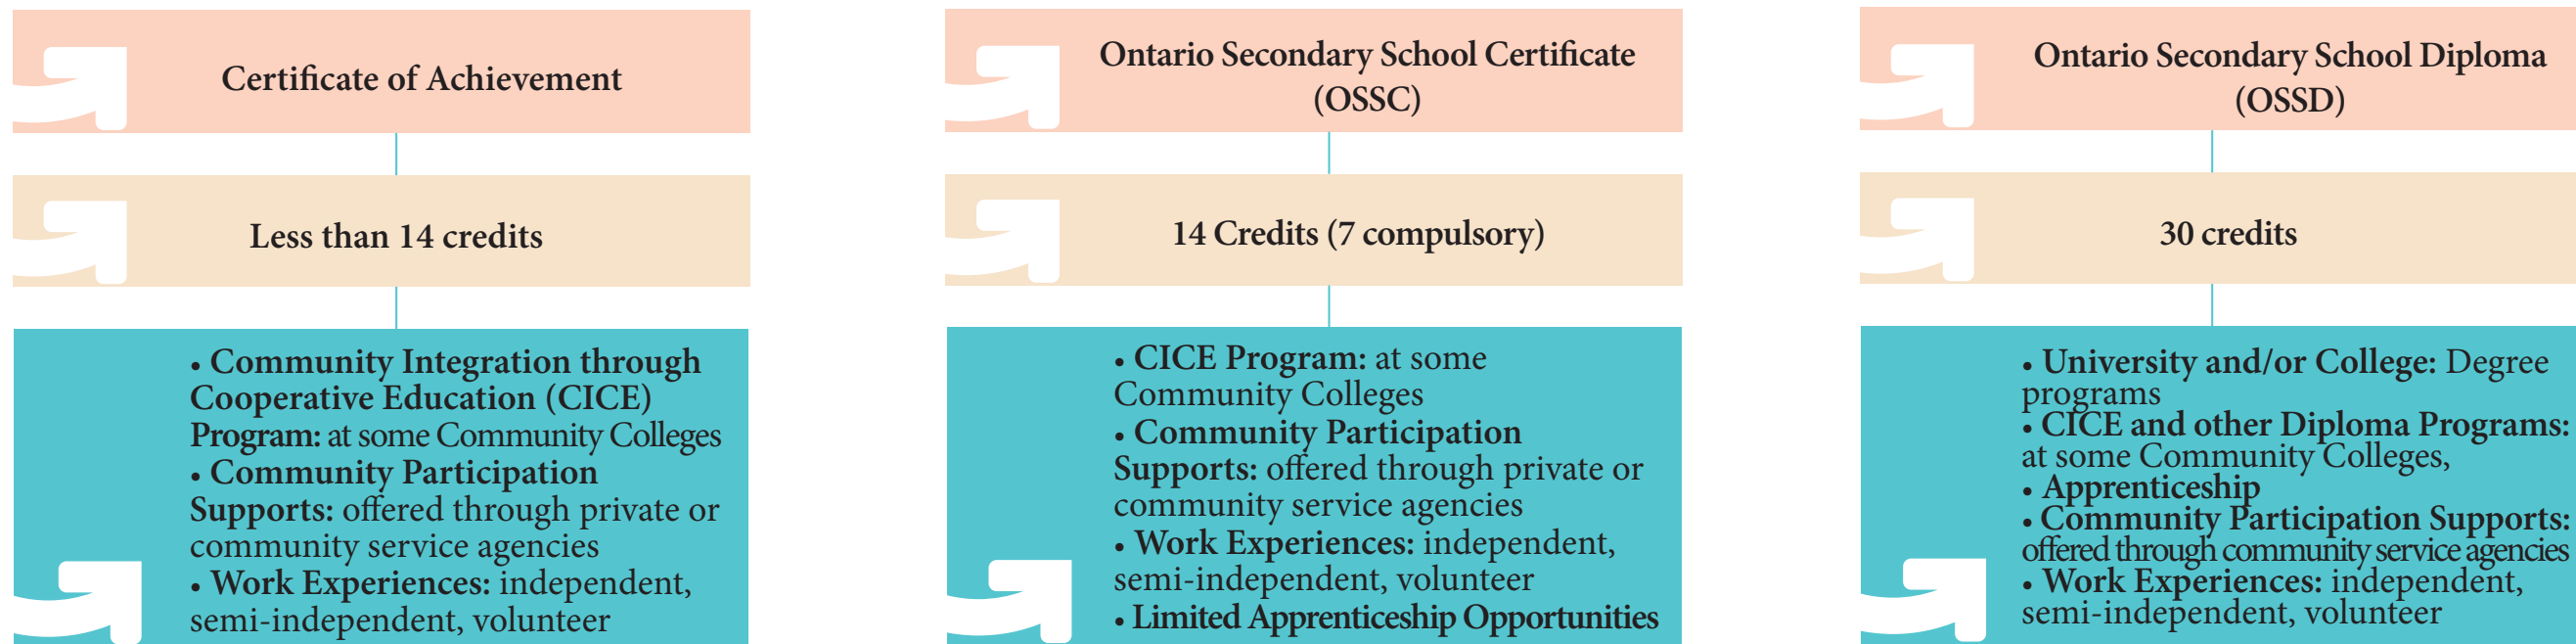 Certificate of Achievement
Less than 14 credits
• Community Integration through
Cooperative Education (CICE)
Program: at some Community Colleges
• Community Participation
Supports: offered through private or
community service agencies
• Work Experiences: independent,
semi-independent, volunteer
Ontario Secondary School Certificate
(OSSC)
14 Credits (7 compulsory)
• CICE Program: at some
Community Colleges
• Community Participation
Supports: offered through private or
community service agencies
• Work Experiences: independent,
semi-independent, volunteer
• Limited Apprenticeship Opportunities
Ontario Secondary School Diploma
(OSSD)
30 credits
• University and/or College: Degree
programs
• CICE and other Diploma Programs:
at some Community Colleges,
• Apprenticeship
• Community Participation Supports:
offered through community service agencies
• Work Experiences: independent,
semi-independent, volunteer